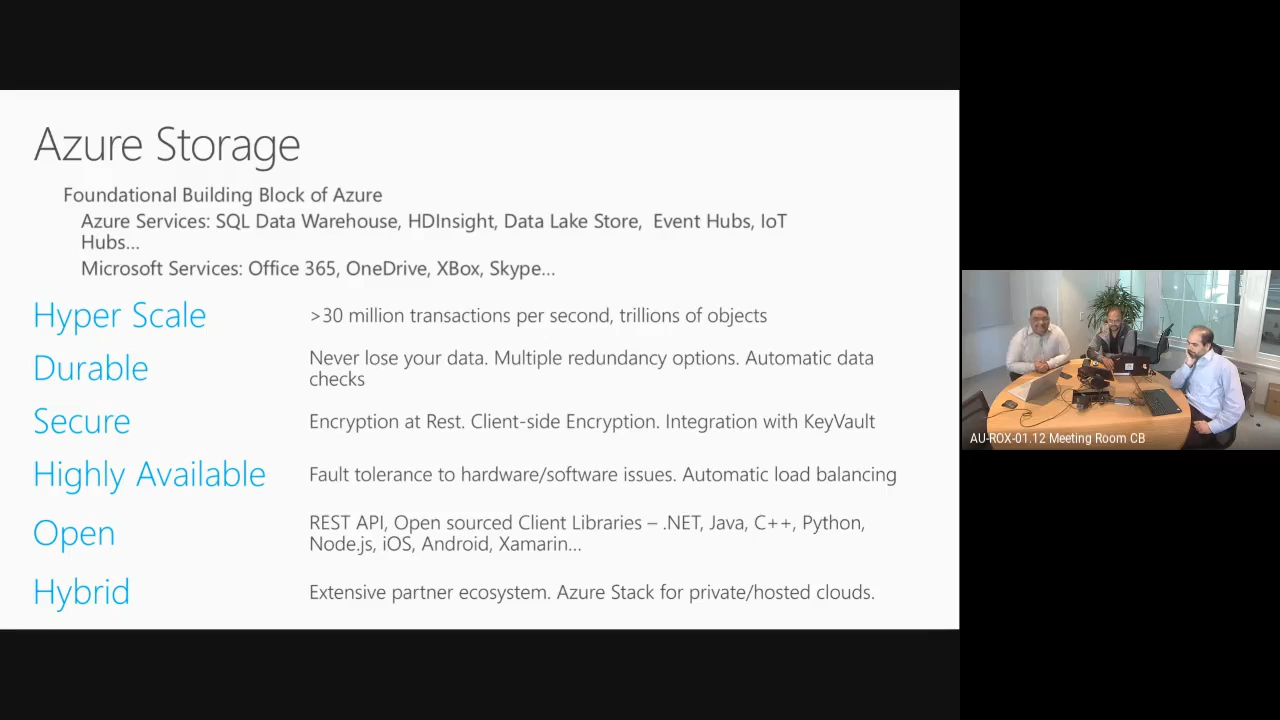 Azure Storage
Foundational Building Block of Azure
Azure Services: SQL Data Warehouse, HDInsight, Data Lake Store,  Event Hubs, IoT
Hubs...
Microsoft Services: Office 365, OneDrive, XBox, Skype...
Hyper Scale
>30 million transactions per second, trillions of objects
Durable
Never lose your data. Multiple redundancy options. Automatic data
checks
Secure
Encryption at Rest. Client-side Encryption. Integration with KeyVault
Highly Available
Fault tolerance to hardware/software issues. Automatic load balancing
Open
REST API, Open sourced Client Libraries – .NET, Java, C++, Python,
Node.js, iOS, Android, Xamarin...
Hybrid
Extensive partner ecosystem. Azure Stack for private/hosted clouds.
AU-ROX-01.12 Meeting Room CB